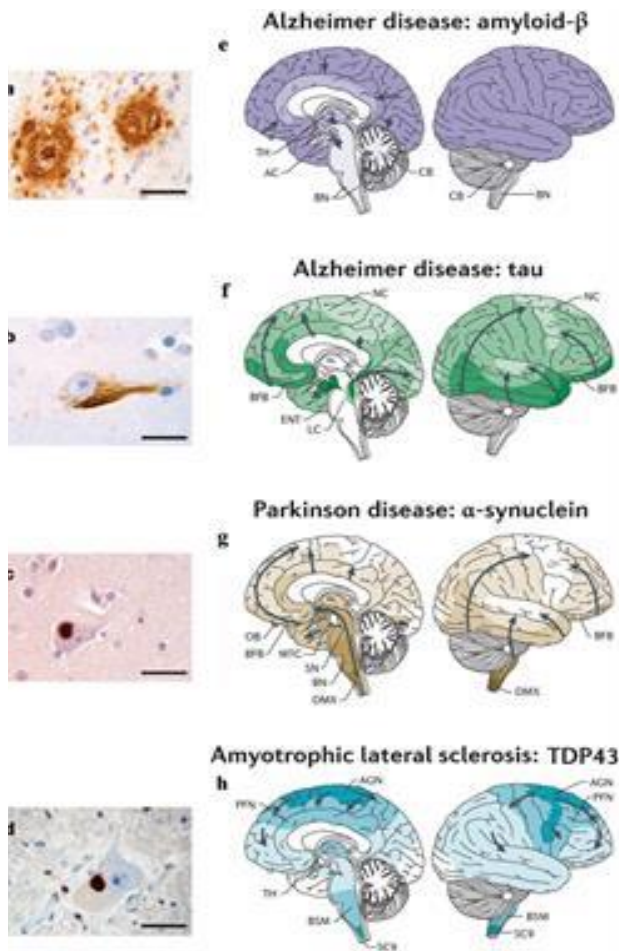 e
Alzheimer disease: amyloid-β
TH
AC
BN
CB
CB
BN
f
Alzheimer disease: tau
NC
BFB
ENT
LC
NC
BFB
g
Parkinson disease: α-synuclein
OB
BFB
MTC
SN
BN
DMX
BFB
DMX
Amyotrophic lateral sclerosis: TDP43
h
AGN
PFN
TH
BSM
AGN
PFN
d
BSM